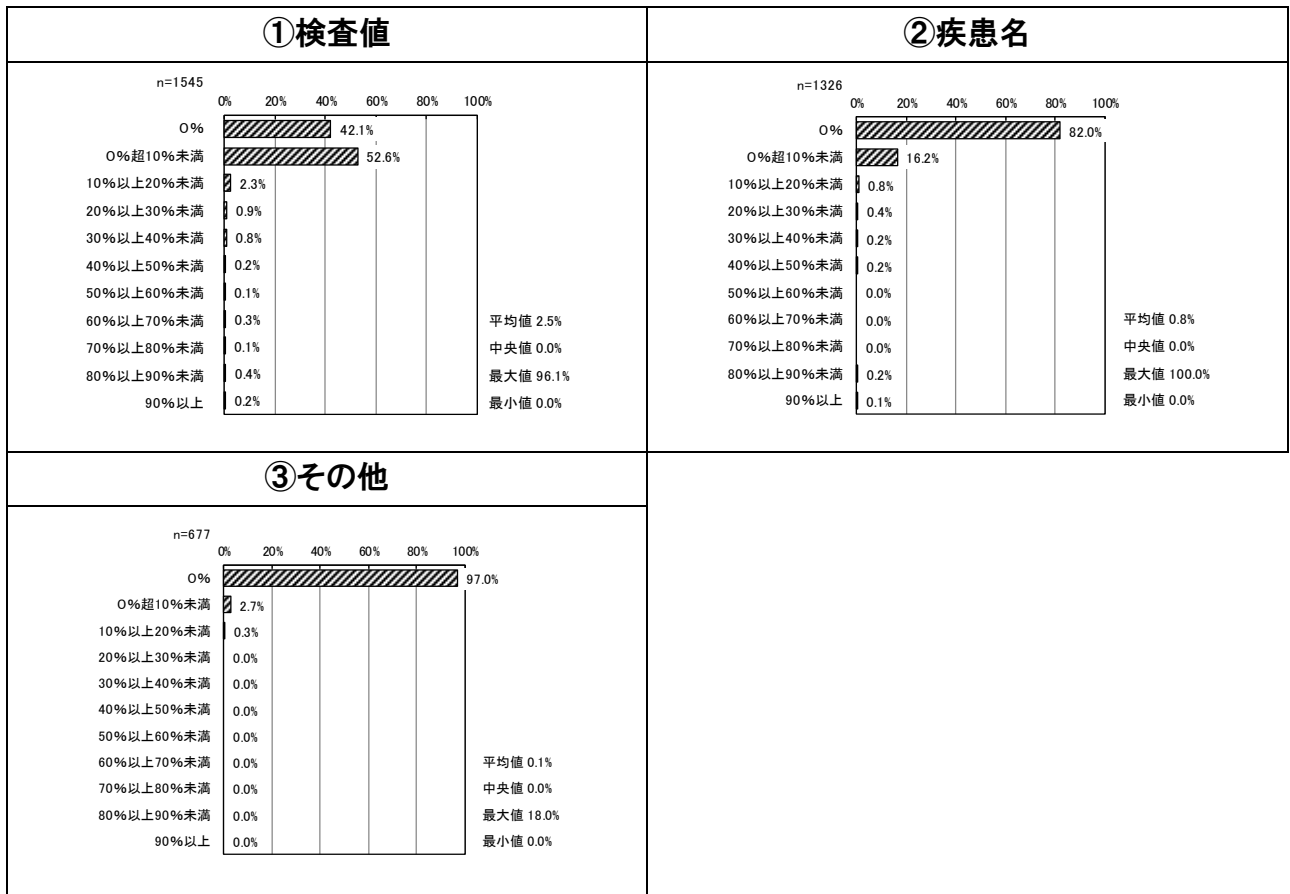 ①検査値
n=1545
0% 20% 40% 60% 80% 100%
0% 42.1%
0%超10%未満 52.6%
10%以上20%未満 2.3%
20%以上30%未満 0.9%
30%以上40%未満 0.8%
40%以上50%未満 0.2%
50%以上60%未満 0.1%
60%以上70%未満 0.3% 平均値 2.5%
70%以上80%未満 0.1% 中央値 0.0%
80%以上90%未満 0.4% 最大値 96.1%
90%以上 0.2% 最小値 0.0%
②疾患名
n=1326
0% 20% 40% 60% 80% 100%
0% 82.0%
0%超10%未満 16.2%
10%以上20%未満 0.8%
20%以上30%未満 0.4%
30%以上40%未満 0.2%
40%以上50%未満 0.2%
50%以上60%未満 0.0%
60%以上70%未満 0.0% 平均値 0.8%
70%以上80%未満 0.0% 中央値 0.0%
80%以上90%未満 0.2% 最大値 100.0%
90%以上 0.1% 最小値 0.0%
③その他
n=677
0% 20% 40% 60% 80% 100%
0% 97.0%
0%超10%未満 2.7%
10%以上20%未満 0.3%
20%以上30%未満 0.0%
30%以上40%未満 0.0%
40%以上50%未満 0.0%
50%以上60%未満 0.0%
60%以上70%未満 0.0% 平均値 0.1%
70%以上80%未満 0.0% 中央値 0.0%
80%以上90%未満 0.0% 最大値 18.0%
90%以上 0.0% 最小値 0.0%